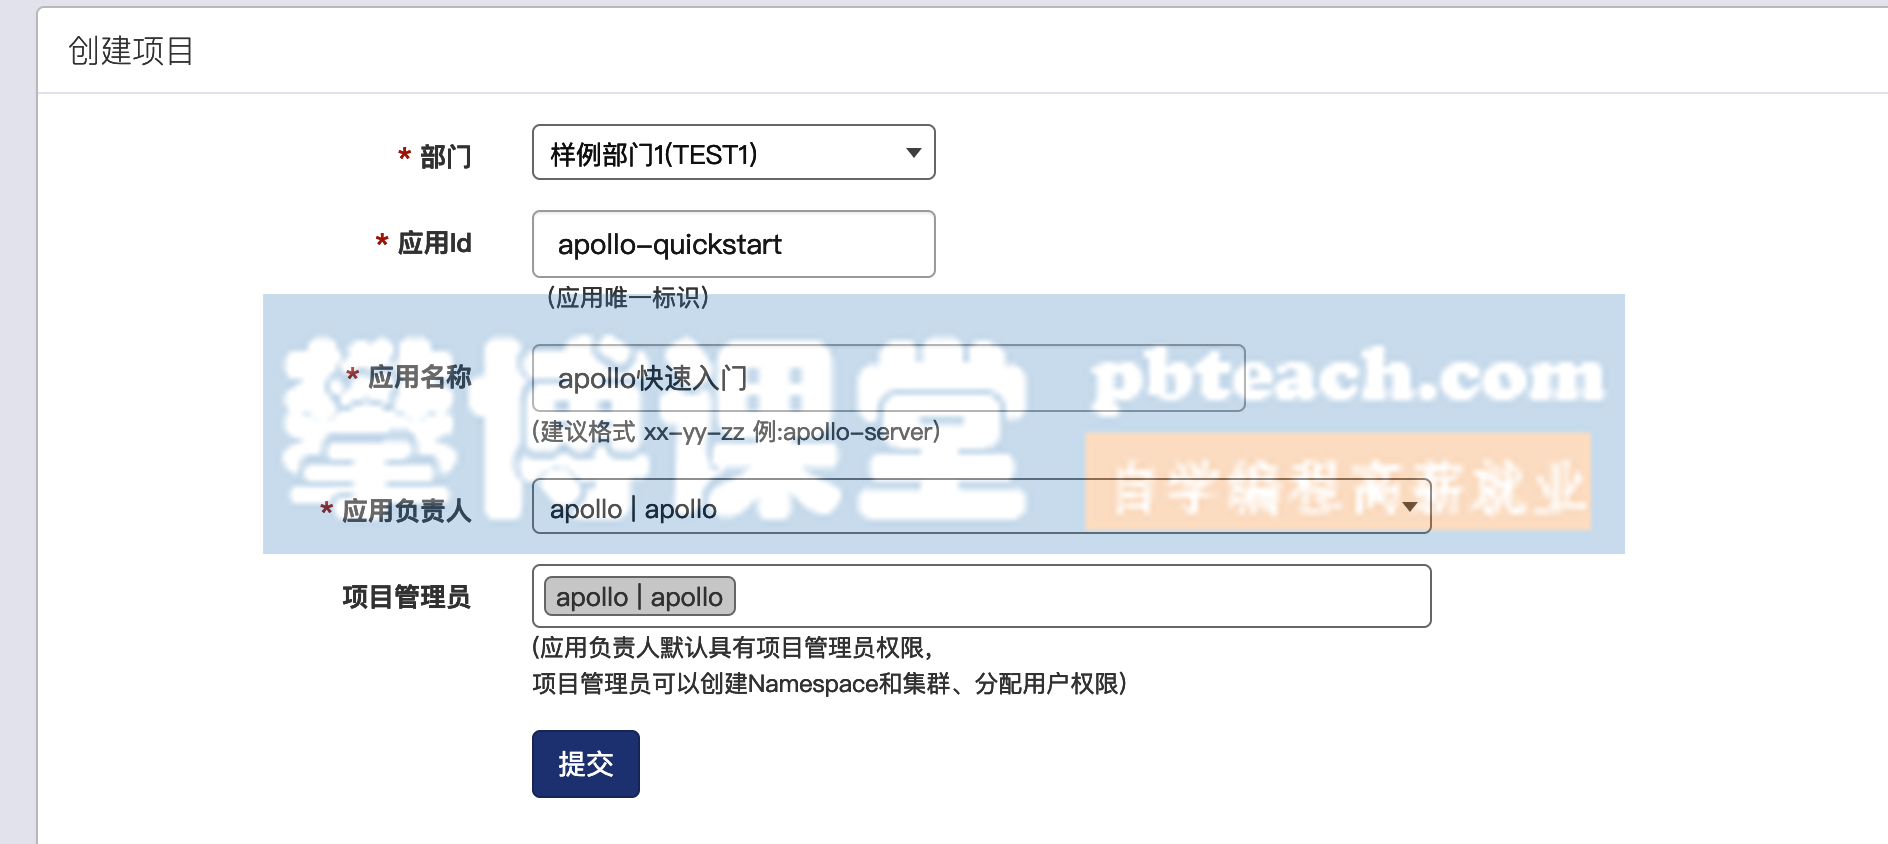 创建项目
* 部门
样例部门1(TEST1)
* 应用Id
apollo-quickstart
(应用唯一标识)
* 应用名称
apollo快速入门
(建议格式 xx-yy-zz 例:apollo-server)
攀博课堂
pbteach.com
自学编程高薪就业
* 应用负责人
apollo | apollo
项目管理员
apollo | apollo
(应用负责人默认具有项目管理员权限,
项目管理员可以创建Namespace和集群、分配用户权限)
提交